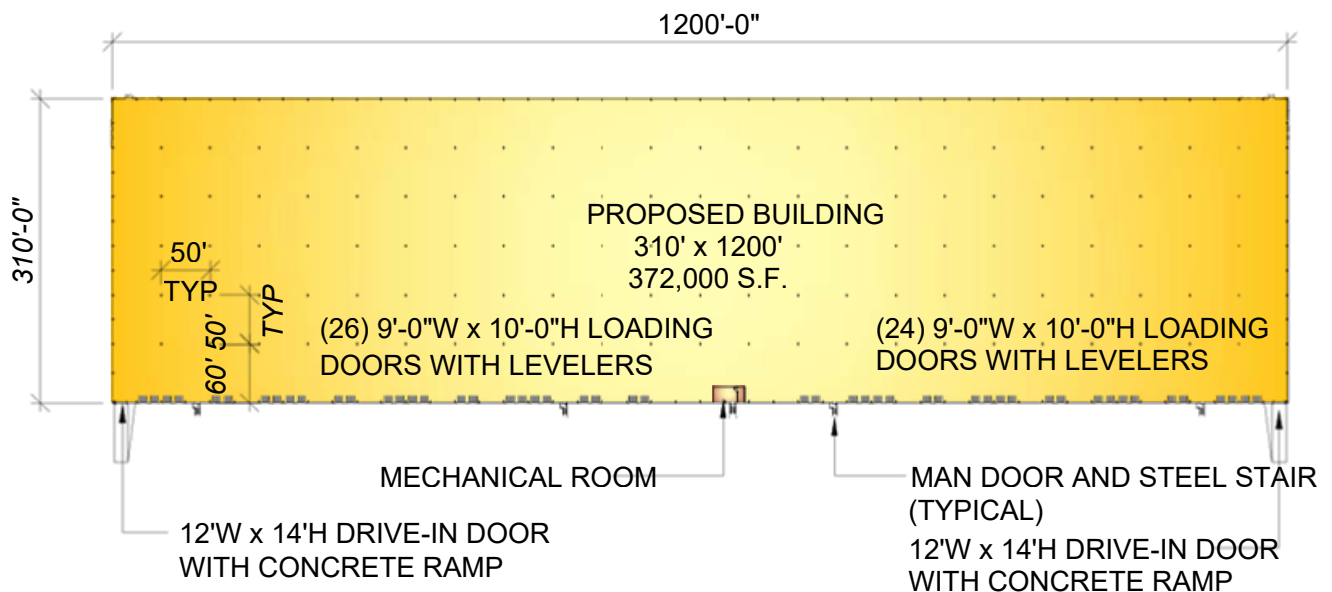 1200'-0"
310'-0"
PROPOSED BUILDING
310' x 1200'
372,000 S.F.
50'
TYP
50'
TYP
60'
(26) 9'-0"W x 10'-0"H LOADING
DOORS WITH LEVELERS
(24) 9'-0"W x 10'-0"H LOADING
DOORS WITH LEVELERS
MECHANICAL ROOM
MAN DOOR AND STEEL STAIR
(TYPICAL)
12'W x 14'H DRIVE-IN DOOR
WITH CONCRETE RAMP
12'W x 14'H DRIVE-IN DOOR
WITH CONCRETE RAMP